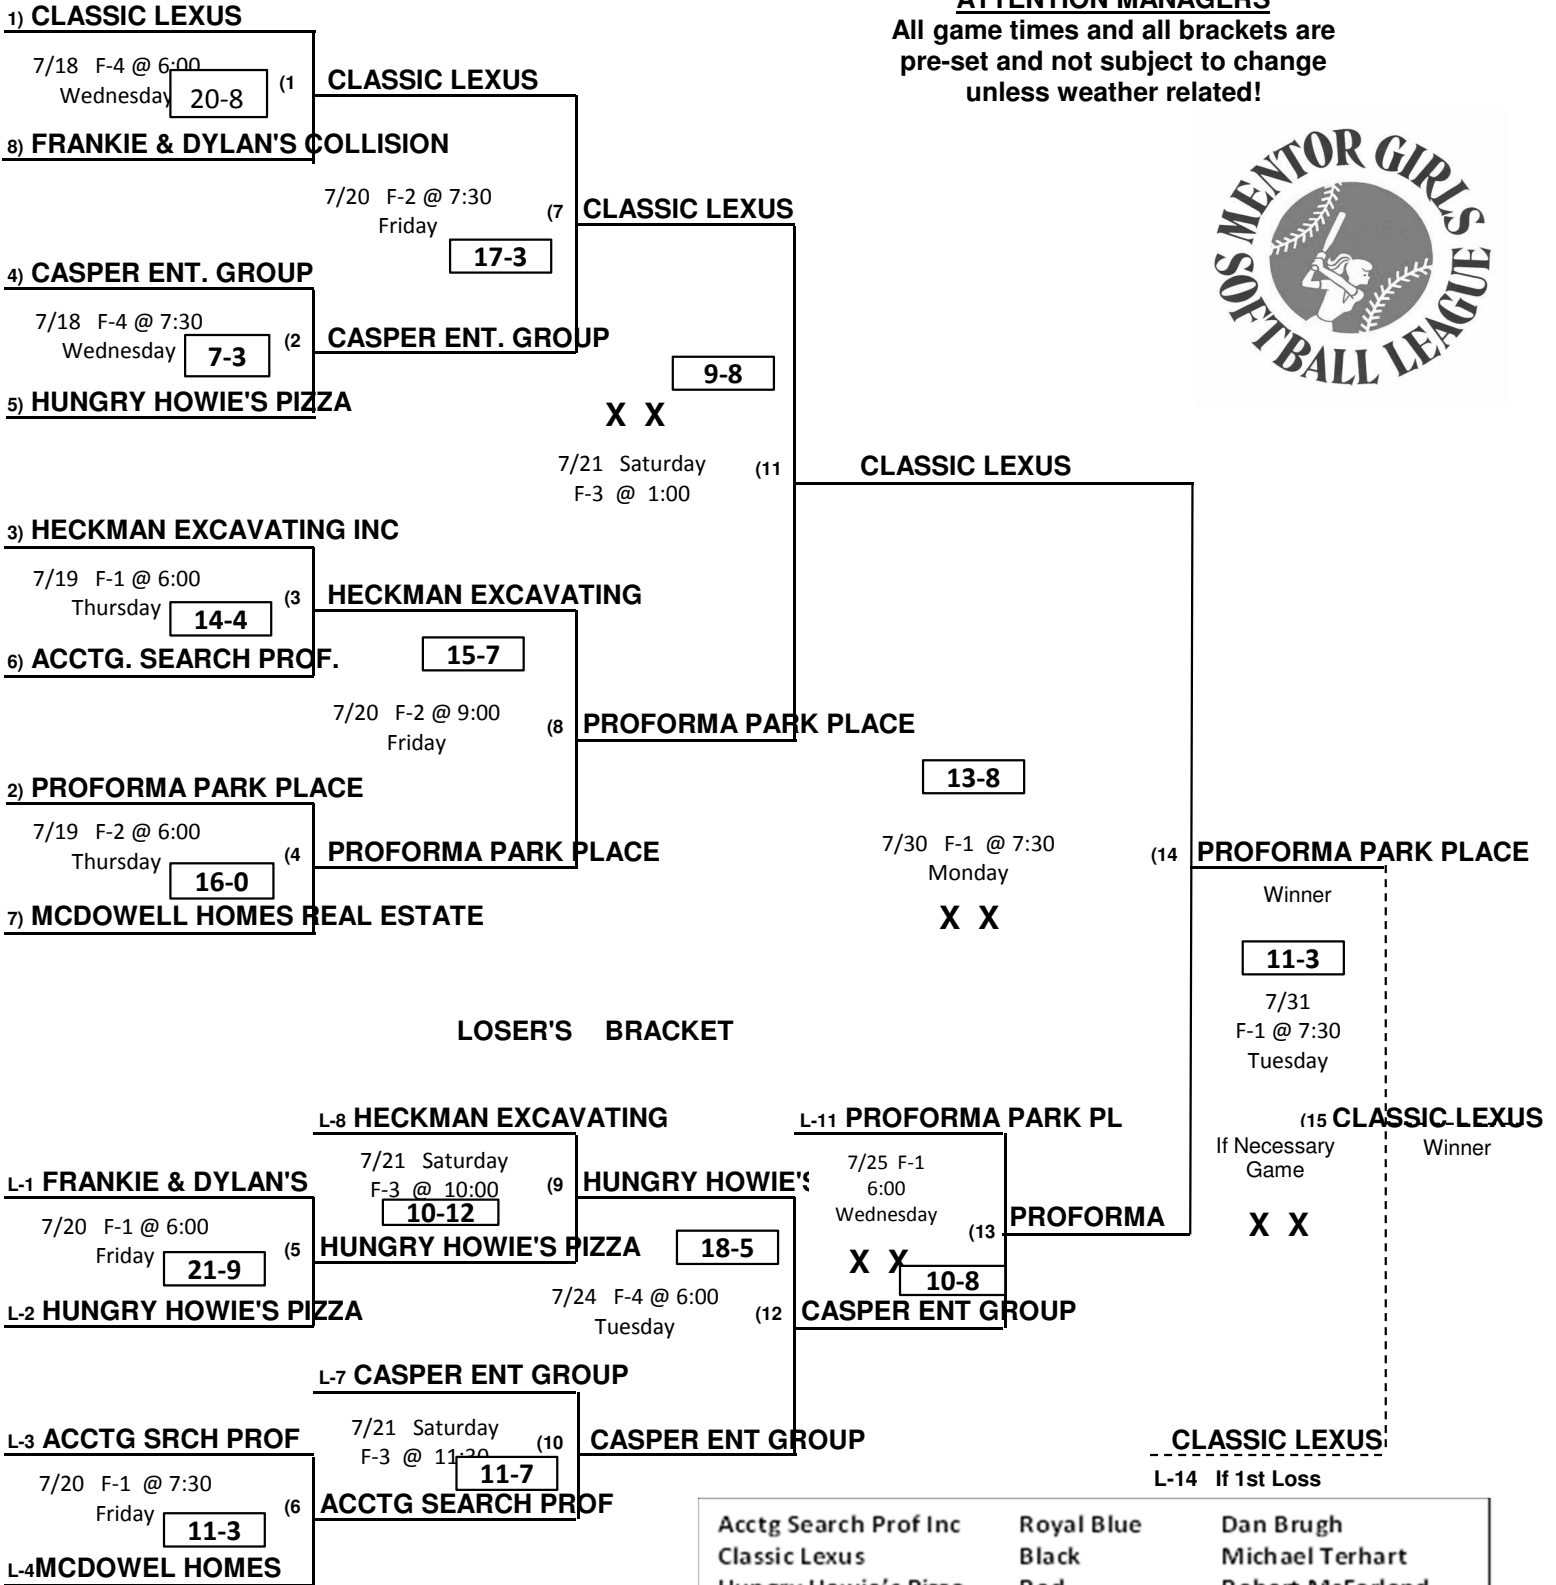 ATTENTION MANAGERS
All game times and all brackets are
pre-set and not subject to change
unless weather related!
MENTOR GIRLS SOFTBALL LEAGUE
1) CLASSIC LEXUS
7/18 F-4 @ 6:00
Wednesday 20-8 (1
CLASSIC LEXUS
8) FRANKIE & DYLAN'S COLLISION
7/20 F-2 @ 7:30
Friday (7
17-3
CLASSIC LEXUS
4) CASPER ENT. GROUP
7/18 F-4 @ 7:30
Wednesday 7-3 (2
CASPER ENT. GROUP
5) HUNGRY HOWIE'S PIZZA
9-8
X X
7/21 Saturday (11
F-3 @ 1:00
CLASSIC LEXUS
3) HECKMAN EXCAVATING INC
7/19 F-1 @ 6:00
Thursday 14-4 (3
HECKMAN EXCAVATING
6) ACCTG. SEARCH PROF.
15-7
7/20 F-2 @ 9:00
Friday (8
PROFORMA PARK PLACE
2) PROFORMA PARK PLACE
7/19 F-2 @ 6:00
Thursday 16-0 (4
PROFORMA PARK PLACE
7) MCDOWELL HOMES REAL ESTATE
13-8
7/30 F-1 @ 7:30
Monday (14
X X
PROFORMA PARK PLACE
Winner
11-3
7/31
F-1 @ 7:30
Tuesday
(15 CLASSIC LEXUS
If Necessary
Game
Winner
X X
LOSER'S BRACKET
L-8 HECKMAN EXCAVATING
7/21 Saturday
F-3 @ 10:00 (9
10-12
HUNGRY HOWIE'S
L-1 FRANKIE & DYLAN'S
7/20 F-1 @ 6:00
Friday 21-9 (5
HUNGRY HOWIE'S PIZZA
L-2 HUNGRY HOWIE'S PIZZA
18-5
7/24 F-4 @ 6:00
Tuesday (12
CASPER ENT GROUP
L-11 PROFORMA PARK PL
7/25 F-1
6:00
Wednesday (13
X X
10-8
PROFORMA
L-7 CASPER ENT GROUP
7/21 Saturday
F-3 @ 11:30 (10
11-7
CASPER ENT GROUP
L-3 ACCTG SRCH PROF
7/20 F-1 @ 7:30
Friday 11-3 (6
ACCTG SEARCH PROF
L-4 MCDOWEL HOMES
CLASSIC LEXUS
L-14 If 1st Loss
Acctg Search Prof Inc Royal Blue Dan Brugh
Classic Lexus Black Michael Terhart
Hungry Howie's Pizza Red Robert McFarland